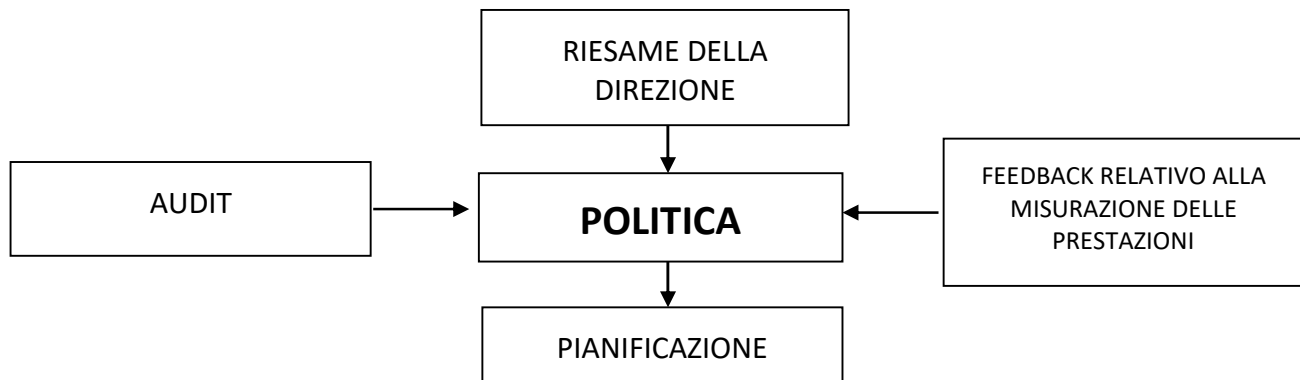 RIESAME DELLA
DIREZIONE
AUDIT
POLITICA
FEEDBACK RELATIVO ALLA
MISURAZIONE DELLE
PRESTAZIONI
PIANIFICAZIONE